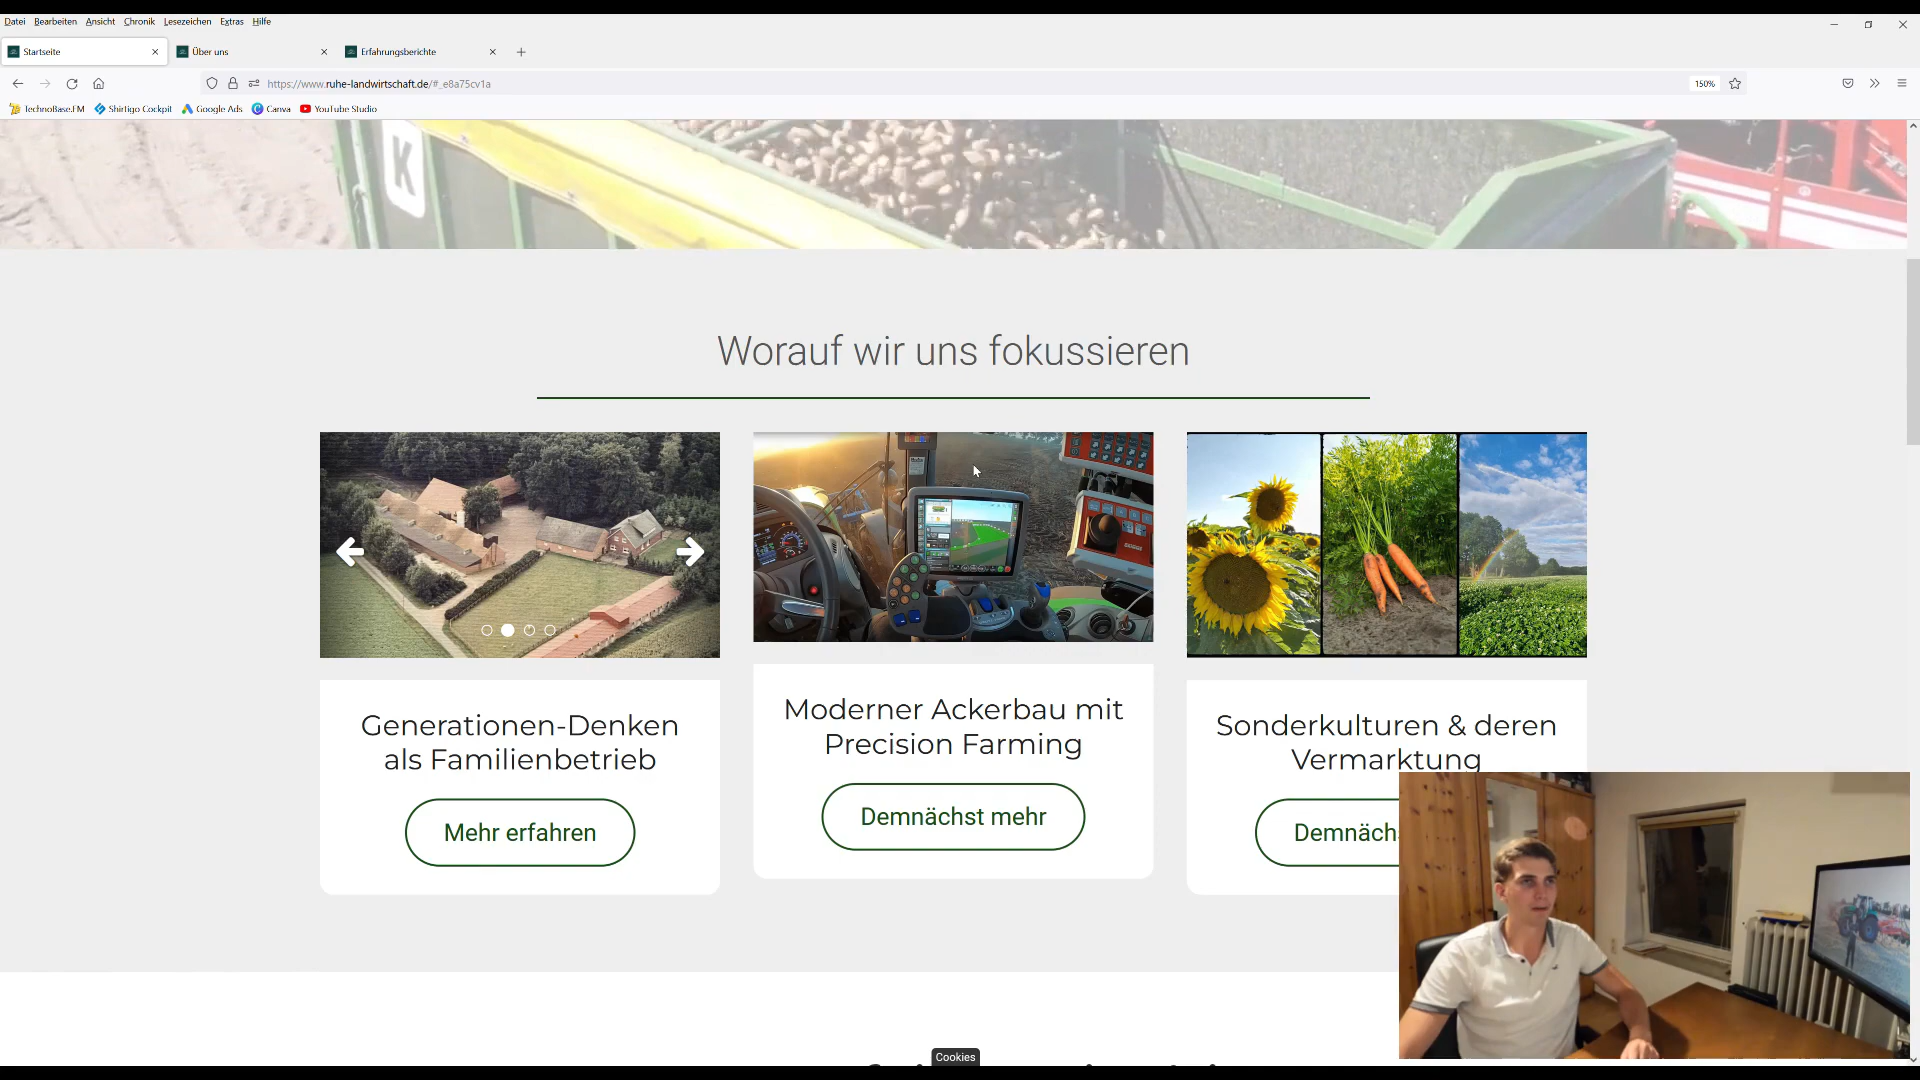 Datei Bearbeiten Ansicht Chronik Lesezeichen Extras Hilfe
Startseite Über uns Erfahrungsberichte
https://www.ruhe-landwirtschaft.de/#_e8a75cv1a 150%
TechnoBase.FM Shirtigo Cockpit Google Ads Canva YouTube Studio
K
Worauf wir uns fokussieren
Generationen-Denken
als Familienbetrieb
Mehr erfahren
Moderner Ackerbau mit
Precision Farming
Demnächst mehr
Sonderkulturen & deren
Vermarktung
Cookies